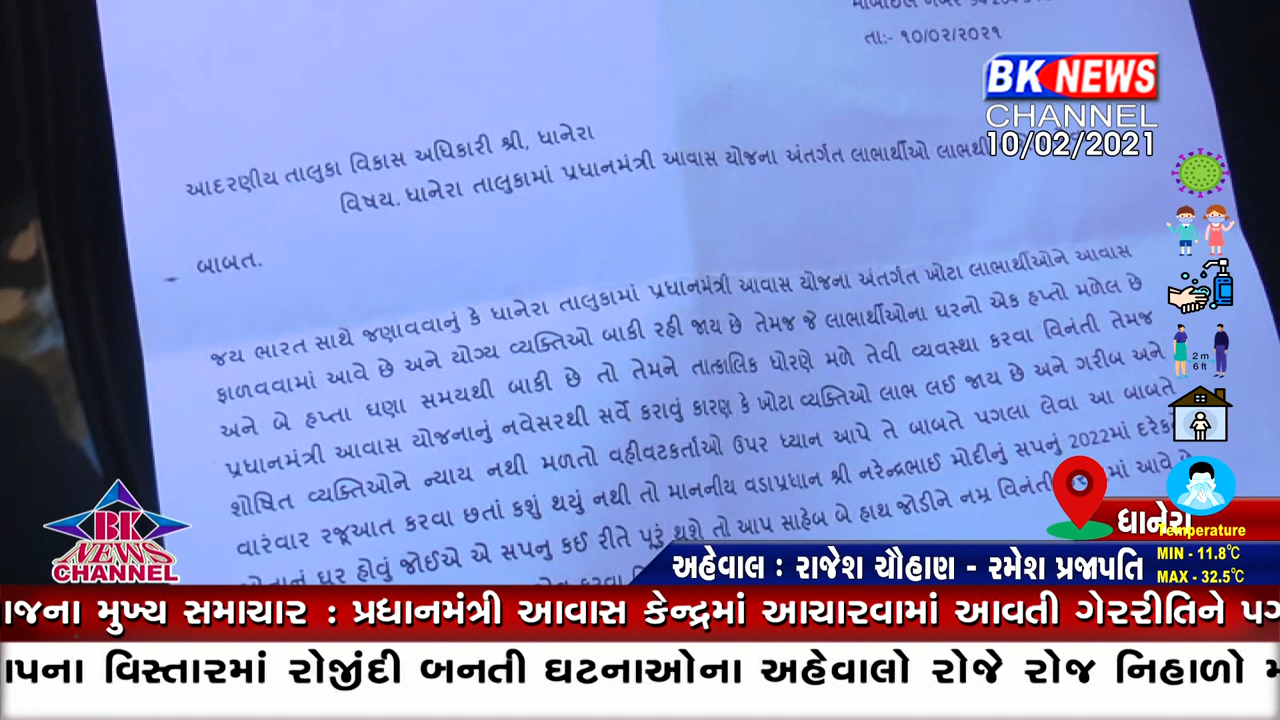 તા:- ૧૦/૦૨/૨૦૨૧
BK NEWS
CHANNEL
10/02/2021
આદરણીય તાલુકા વિકાસ અધિકારી શ્રી, ધાનેરા
વિષય. ધાનેરા તાલુકામાં પ્રધાનમંત્રી આવાસ યોજના અંતર્ગત લાભાર્થીઓ લાભથી
બાબત.
જય ભારત સાથે જણાવવાનું કે ધાનેરા તાલુકામાં પ્રધાનમંત્રી આવાસ યોજના અંતર્ગત ખોટા લાભાર્થીઓને આવાસ
ફાળવવામાં આવે છે અને યોગ્ય વ્યક્તિઓ બાકી રહી જાય છે તેમજ જે લાભાર્થીઓના ઘરનો એક હપ્તો મળેલ છે
અને બે હપ્તા ઘણા સમયથી બાકી છે તો તેમને તાત્કાલિક ધોરણે મળે તેવી વ્યવસ્થા કરવા વિનંતી તેમજ
પ્રધાનમંત્રી આવાસ યોજનાનું નવેસરથી સર્વે કરાવું કારણ કે ખોટા વ્યક્તિઓ લાભ લઈ જાય છે અને ગરીબ અને
શોષિત વ્યક્તિઓને ન્યાય નથી મળતો વહીવટકર્તાઓ ઉપર ધ્યાન આપે તે બાબતે પગલા લેવા આ બાબતે
વારંવાર રજૂઆત કરવા છતાં કશું થયું નથી તો માનનીય વડાપ્રધાન શ્રી નરેન્દ્રભાઈ મોદીનું સપનું 2022માં દરેકને
ઘર હોવું જોઈએ એ સપનુ કઈ રીતે પૂરૂં થશે તો આપ સાહેબ બે હાથ જોડીને નમ્ર વિનંતી માં આવે
2 m
6 ft
ધાનેરા
Temperature
MIN - 11.8℃
MAX - 32.5℃
BK
NEWS
CHANNEL
અહેવાલ : રાજેશ ચૌહાણ - રમેશ પ્રજાપતિ
ાજના મુખ્ય સમાચાર : પ્રધાનમંત્રી આવાસ કેન્દ્રમાં આચારવામાં આવતી ગેરરીતિને પગ
ાપના વિસ્તારમાં રોજીંદી બનતી ઘટનાઓના અહેવાલો રોજે રોજ નિહાળો